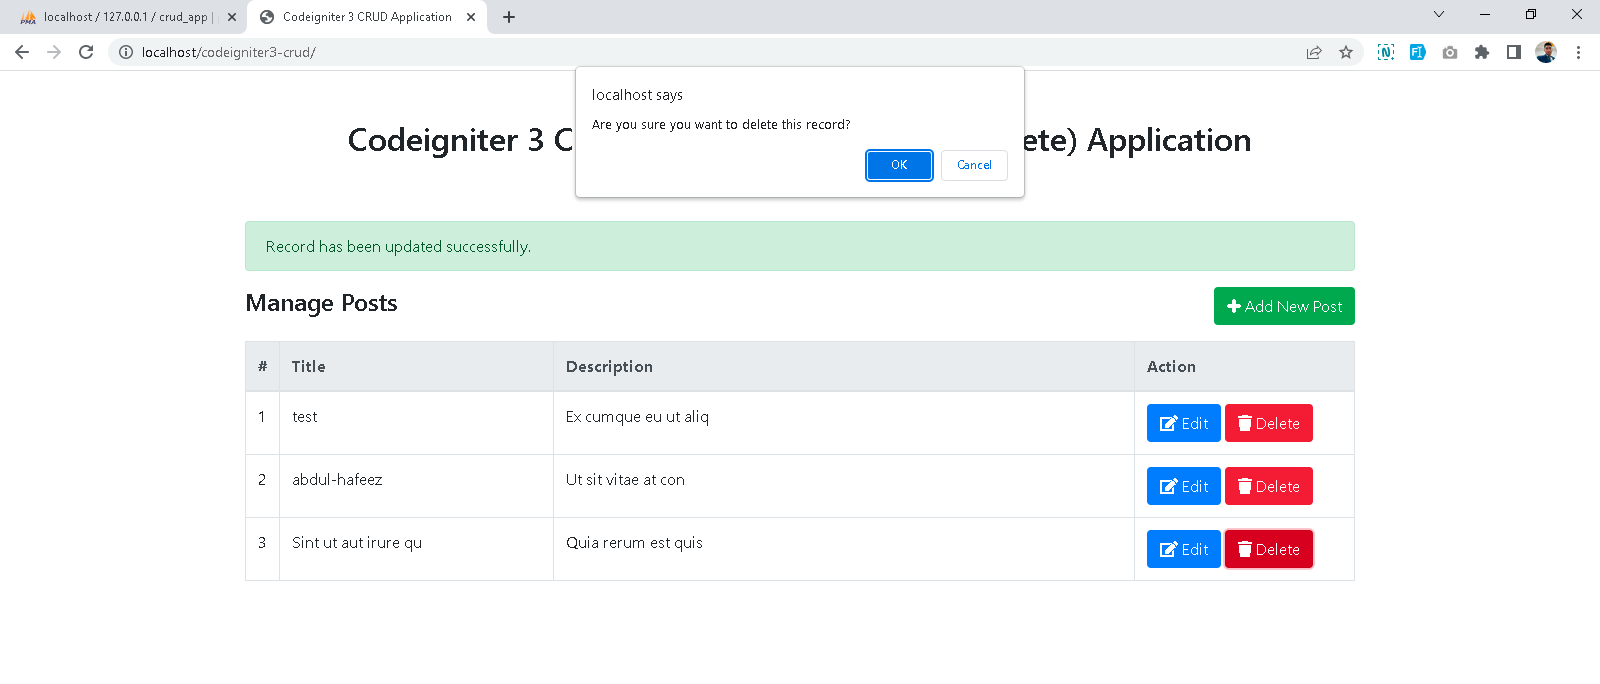 PMA localhost / 127.0.0.1 / crud_app |
Codeigniter 3 CRUD Application
localhost/codeigniter3-crud/
localhost says
Are you sure you want to delete this record?
OK Cancel
Codeigniter 3 C ete) Application
Record has been updated successfully.
Manage Posts
Add New Post
# Title Description Action
1 test Ex cumque eu ut aliq Edit Delete
2 abdul-hafeez Ut sit vitae at con Edit Delete
3 Sint ut aut irure qu Quia rerum est quis Edit Delete